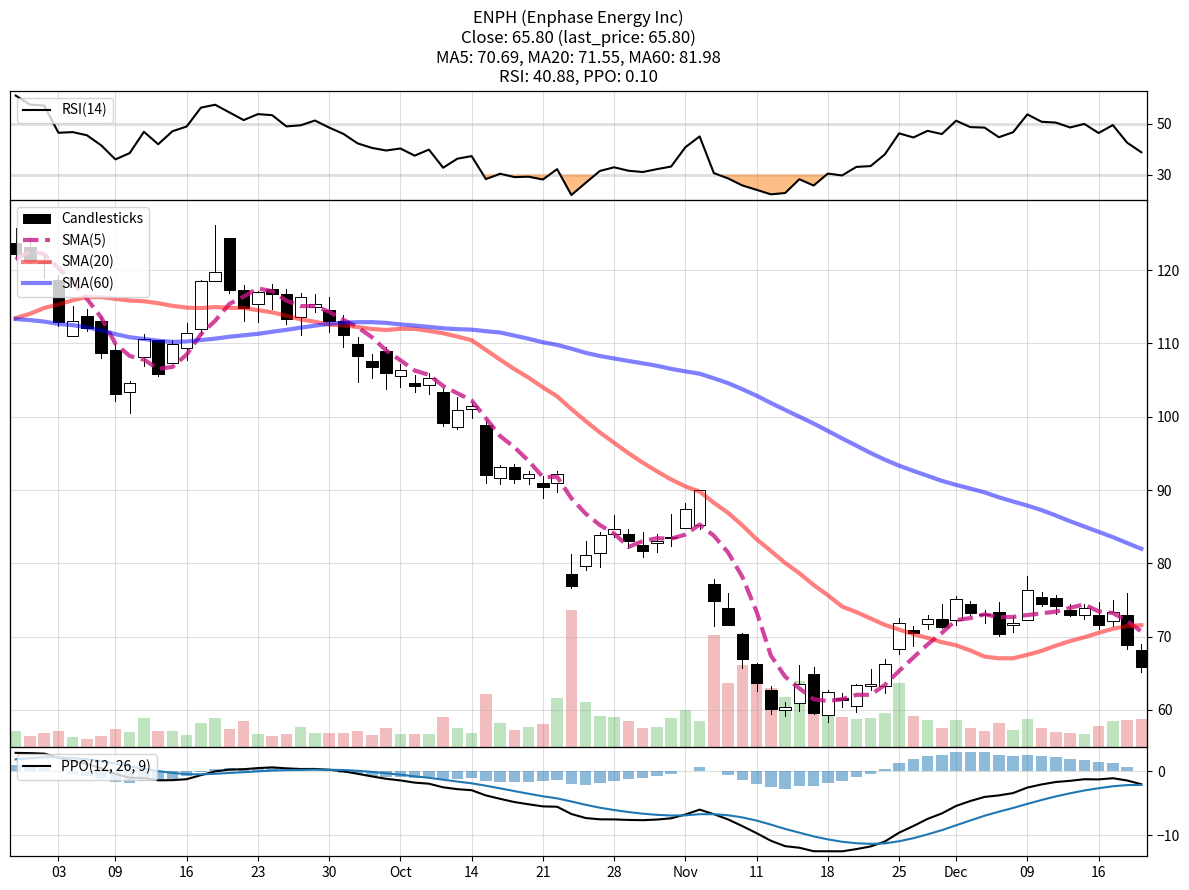 ENPH (Enphase Energy Inc)
Close: 65.80 (last_price: 65.80)
MA5: 70.69, MA20: 71.55, MA60: 81.98
RSI: 40.88, PPO: 0.10
RSI(14)
50
30
Candlesticks
SMA(5)
SMA(20)
SMA(60)
120
110
100
90
80
70
60
PPO(12, 26, 9)
0
−10
03 09 16 23 30 Oct 14 21 28 Nov 11 18 25 Dec 09 16